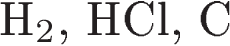 H₂, HCl, C